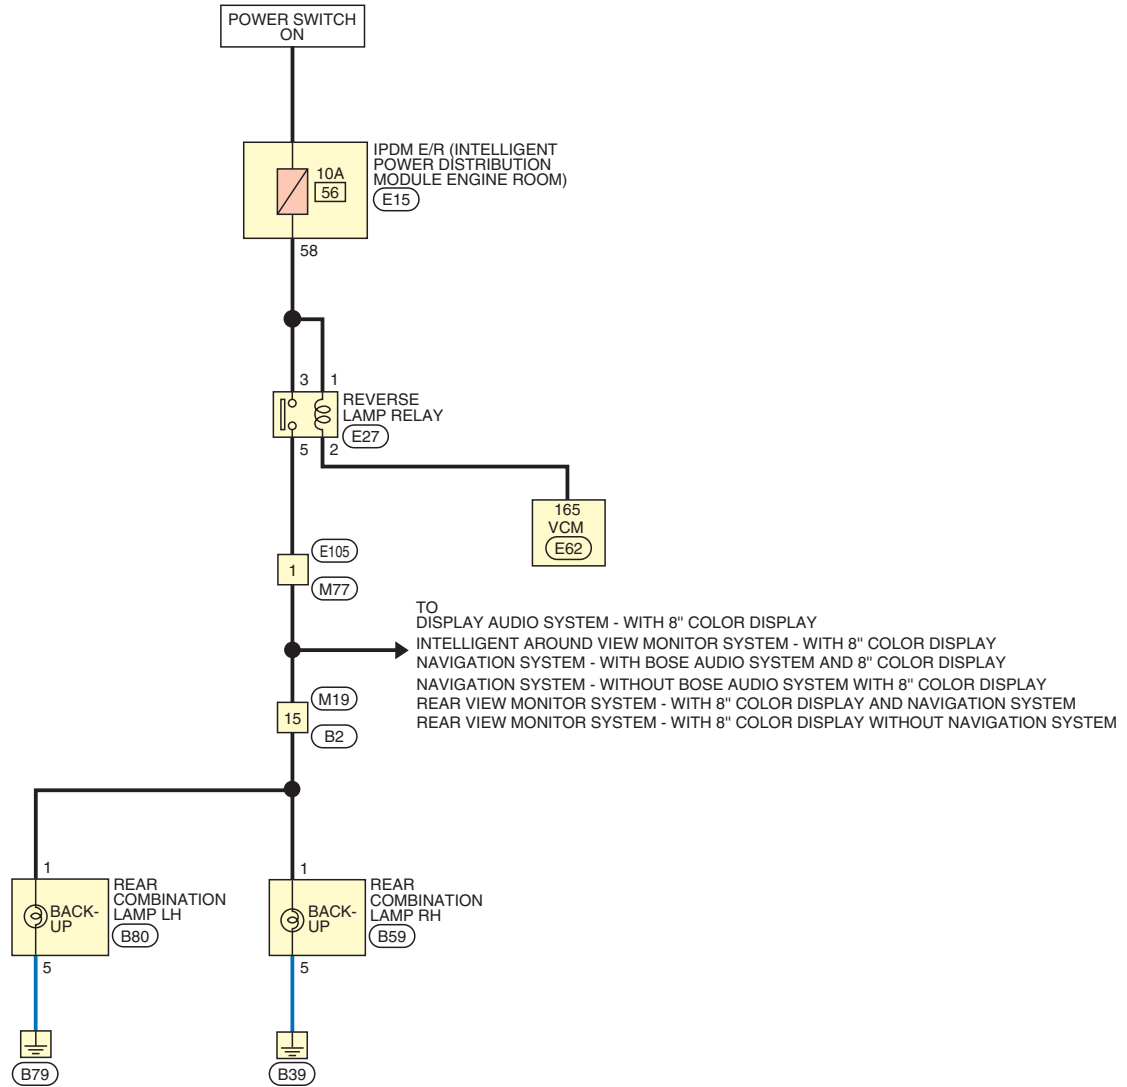 POWER SWITCH
ON
IPDM E/R (INTELLIGENT
POWER DISTRIBUTION
MODULE ENGINE ROOM)
E15
10A
56
58
3 1
REVERSE
LAMP RELAY
E27
5 2
165
VCM
E62
E105
1
M77
TO
DISPLAY AUDIO SYSTEM - WITH 8" COLOR DISPLAY
INTELLIGENT AROUND VIEW MONITOR SYSTEM - WITH 8" COLOR DISPLAY
NAVIGATION SYSTEM - WITH BOSE AUDIO SYSTEM AND 8" COLOR DISPLAY
NAVIGATION SYSTEM - WITHOUT BOSE AUDIO SYSTEM WITH 8" COLOR DISPLAY
REAR VIEW MONITOR SYSTEM - WITH 8" COLOR DISPLAY AND NAVIGATION SYSTEM
REAR VIEW MONITOR SYSTEM - WITH 8" COLOR DISPLAY WITHOUT NAVIGATION SYSTEM
M19
15
B2
1
REAR
COMBINATION
LAMP LH
B80
BACK-
UP
5
B79
1
REAR
COMBINATION
LAMP RH
B59
BACK-
UP
5
B39